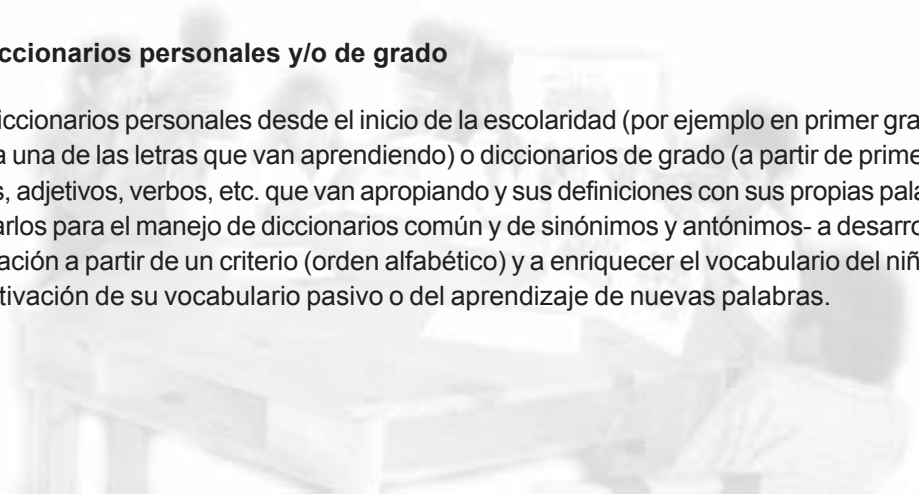 ccionarios personales y/o de grado
iccionarios personales desde el inicio de la escolaridad (por ejemplo en primer gra
a una de las letras que van aprendiendo) o diccionarios de grado (a partir de prime
s, adjetivos, verbos, etc. que van apropiando y sus definiciones con sus propias pala
arlos para el manejo de diccionarios común y de sinónimos y antónimos- a desarro
ación a partir de un criterio (orden alfabético) y a enriquecer el vocabulario del niñ
tivación de su vocabulario pasivo o del aprendizaje de nuevas palabras.